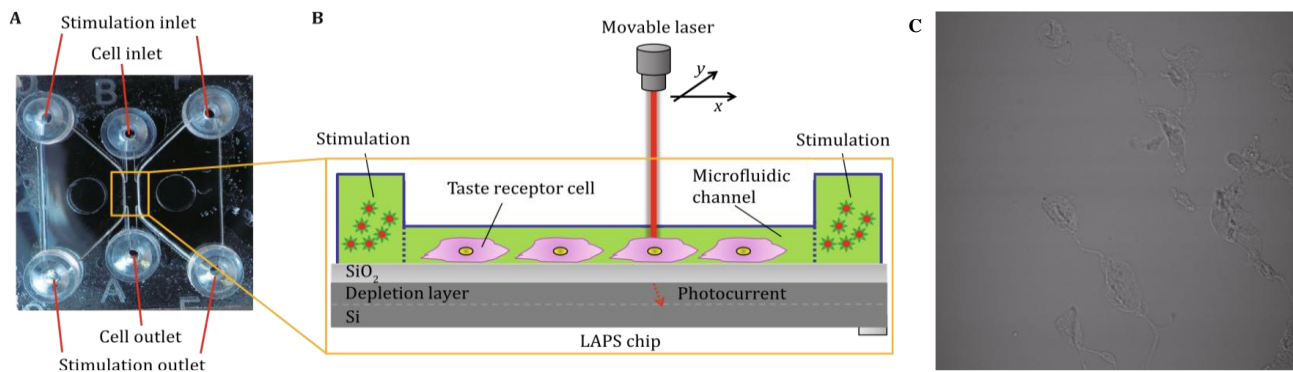 A
Stimulation inlet
Cell inlet
B
A
Cell outlet
Stimulation outlet
B
Movable laser
y
x
Stimulation
Stimulation
Taste receptor cell
Microfluidic
channel
SiO2
Depletion layer
Photocurrent
Si
LAPS chip
C